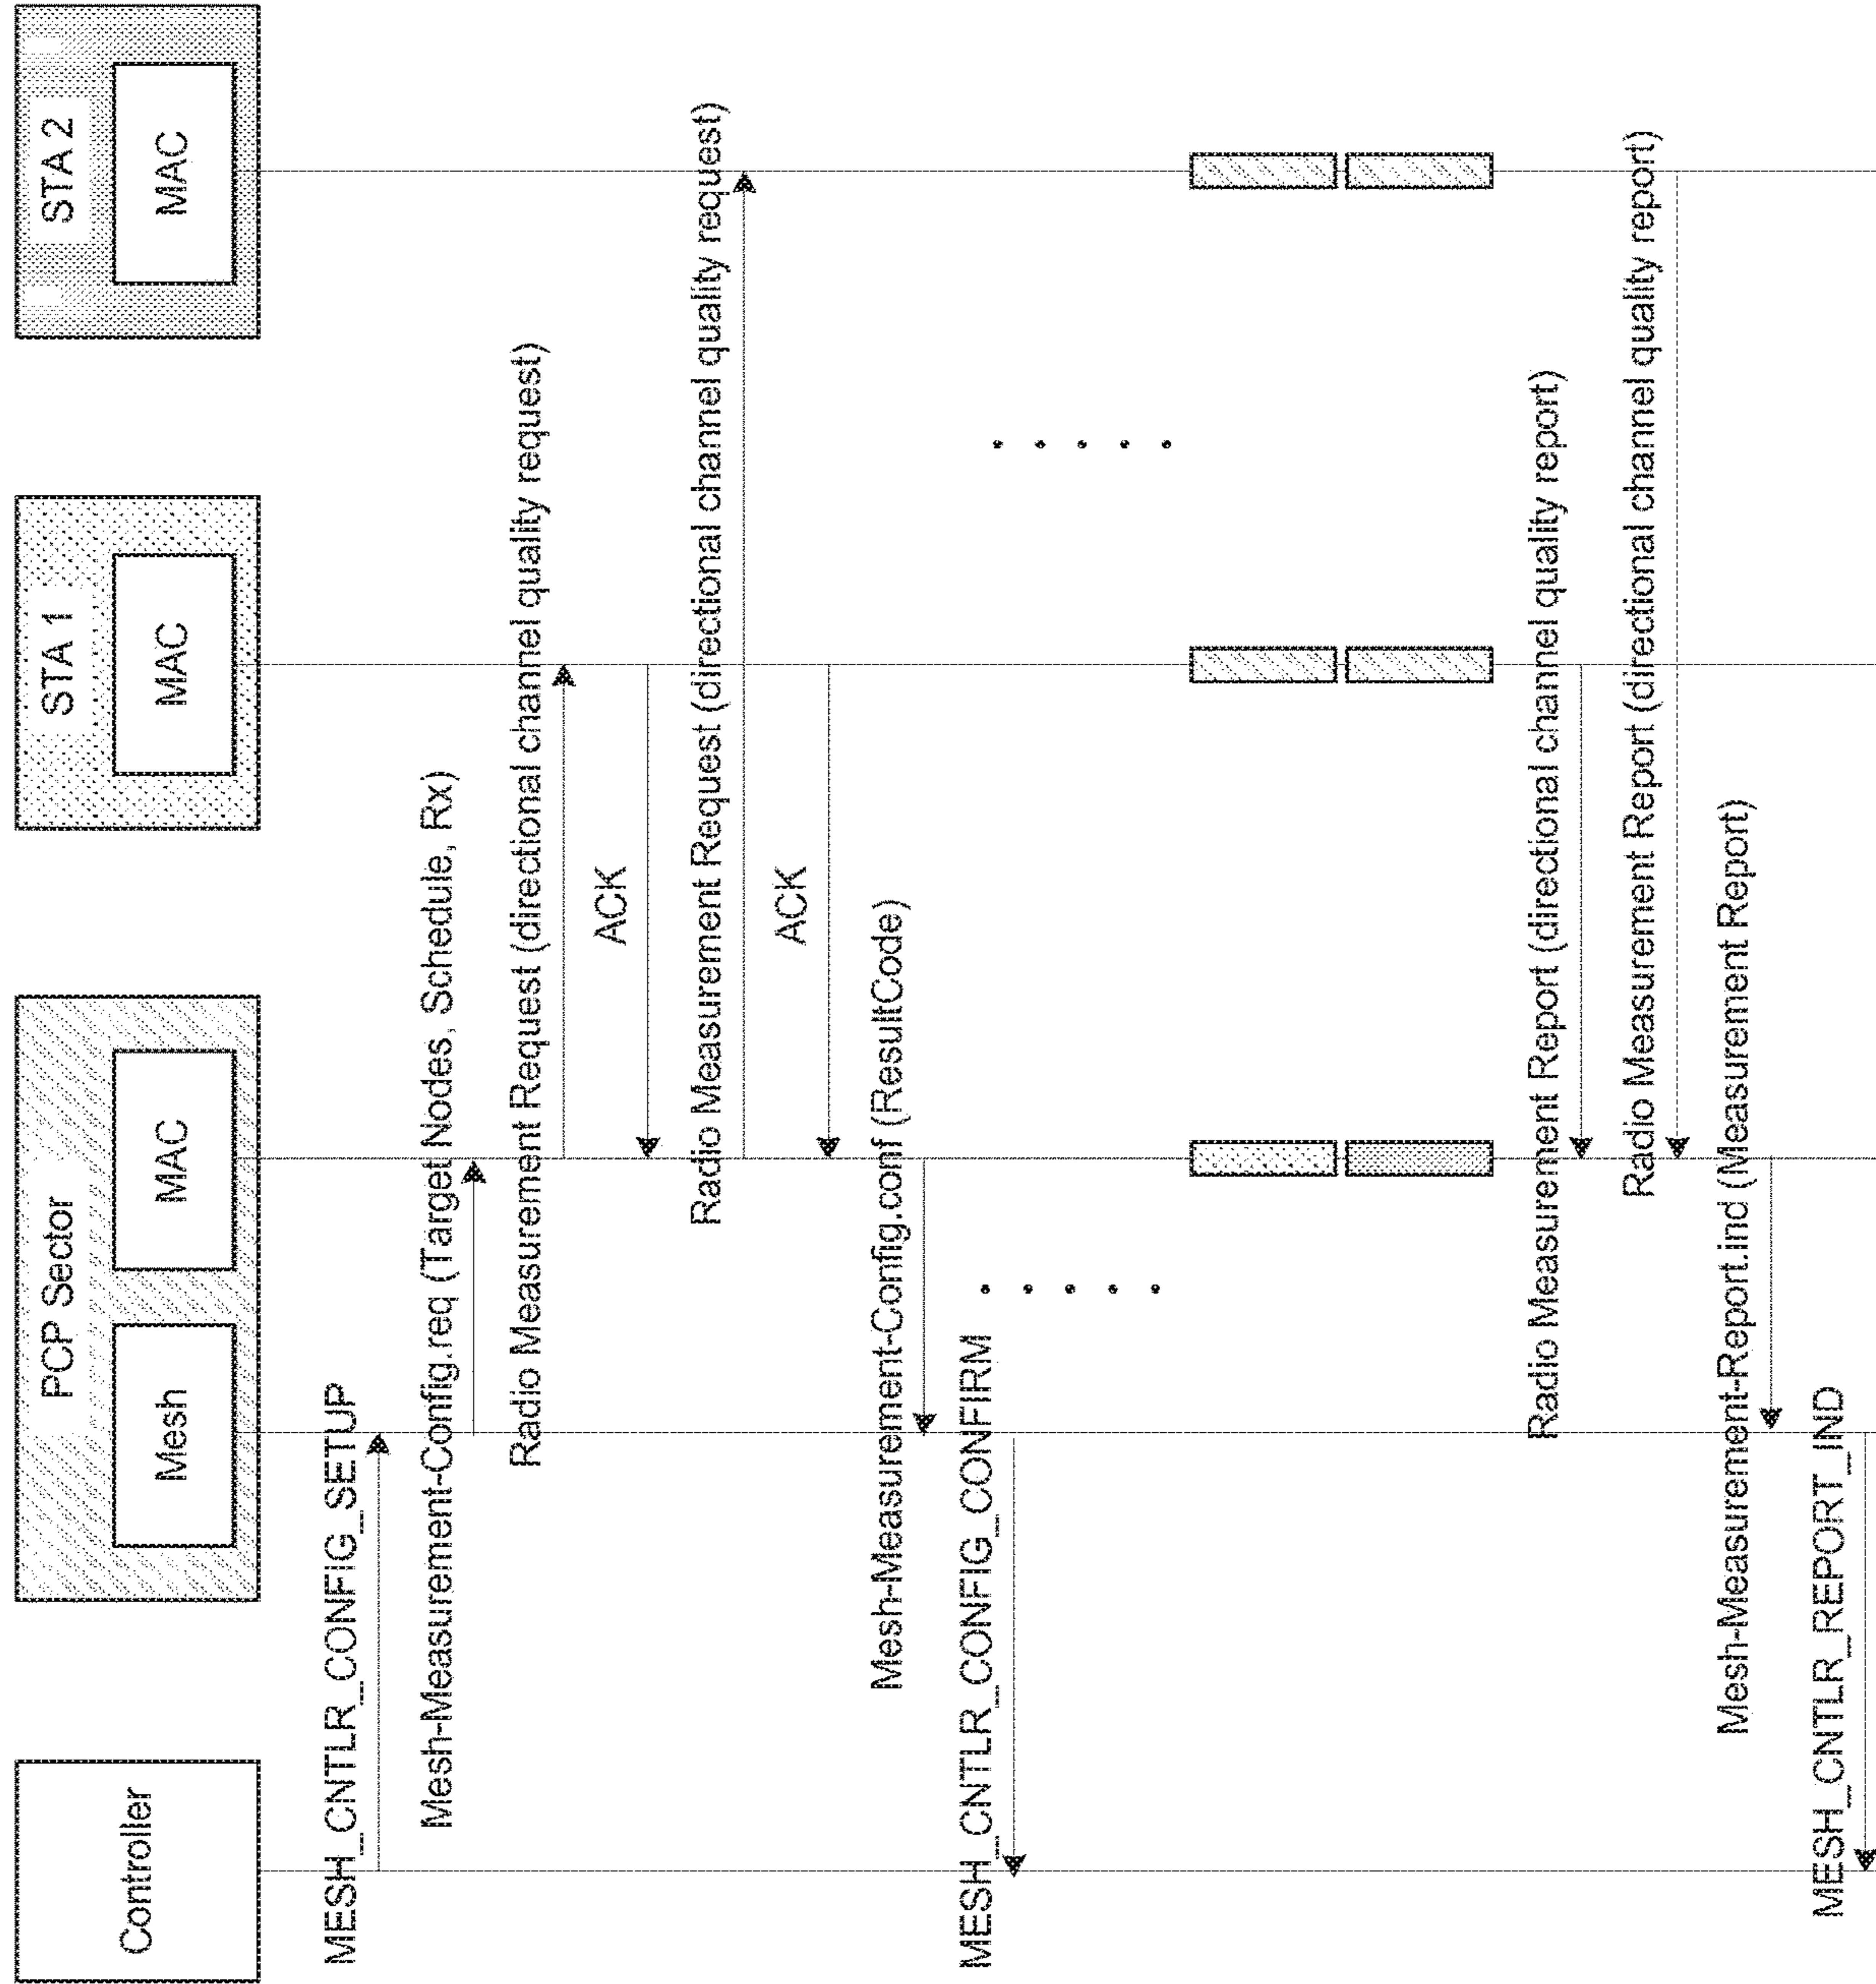 Controller
PCP Sector
Mesh
MAC
STA 1
MAC
STA 2
MAC
MESH_CNTLR_CONFIG_SETUP
Mesh-Measurement-Config.req (Target Nodes, Schedule, Rx)
Radio Measurement Request (directional channel quality request)
ACK
Radio Measurement Request (directional channel quality request)
ACK
Mesh-Measurement-Config.conf (ResultCode)
MESH_CNTLR_CONFIG_CONFIRM
Radio Measurement Report (directional channel quality report)
Radio Measurement Report (directional channel quality report)
Mesh-Measurement-Report.ind (Measurement Report)
MESH_CNTLR_REPORT_IND